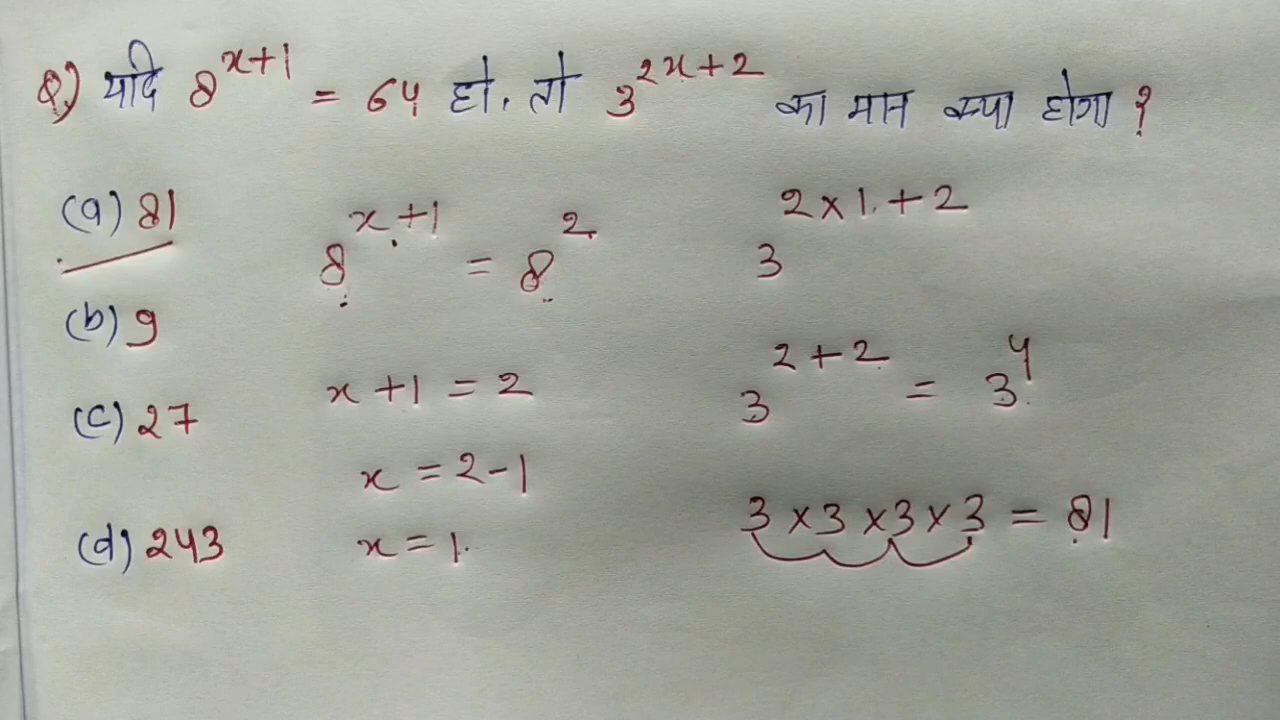 Q) यदि 8^{x+1} = 64 हो, तो 3^{2x+2} का मान क्या होगा ?
(a) 81
(b) 9
(c) 27
(d) 243
8^{x+1} = 8^{2}
x+1 = 2
x = 2-1
x = 1
3^{2×1+2}
3^{2+2} = 3^{4}
3×3×3×3 = 81